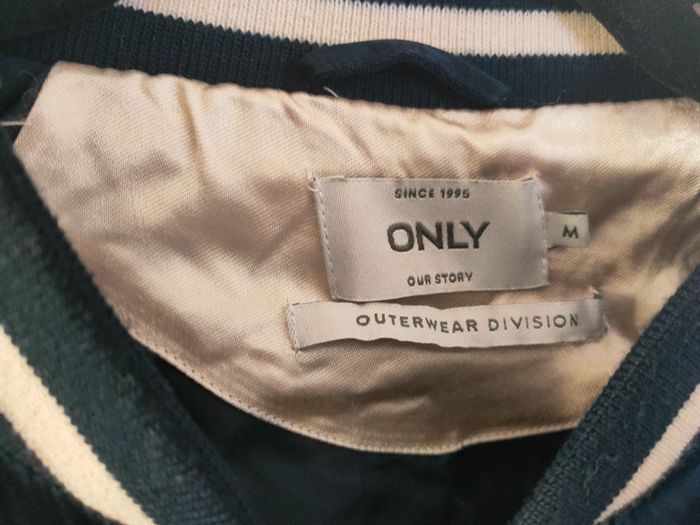 SINCE 1995
ONLY
M
OUR STORY
OUTERWEAR DIVISION